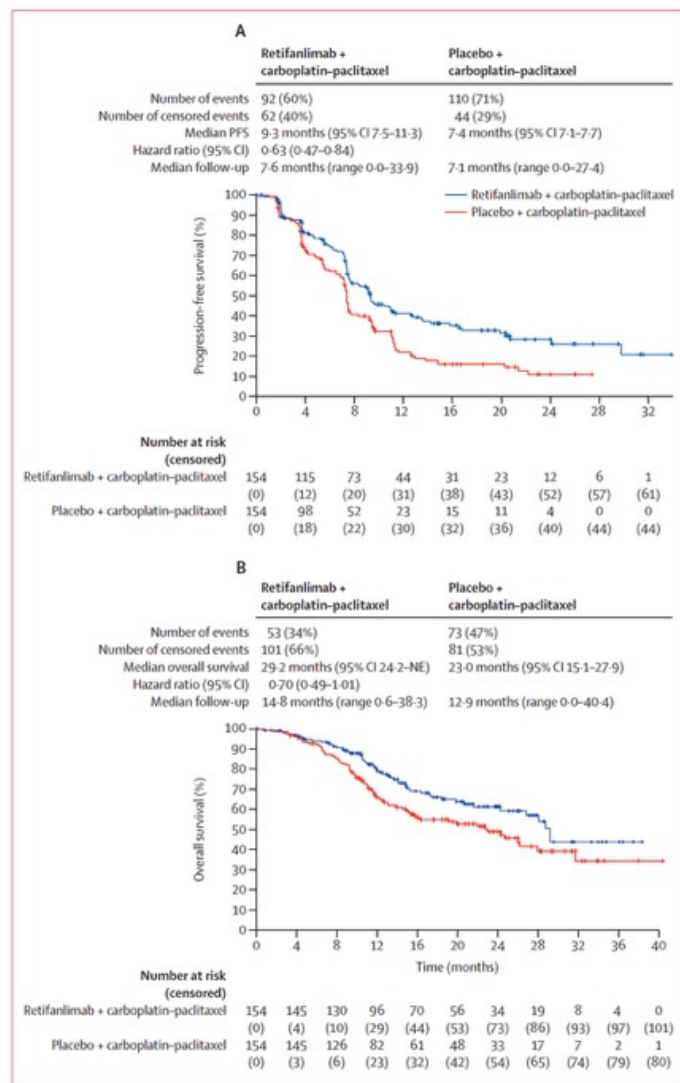 A
Retifanlimab + Placebo +
carboplatin–paclitaxel carboplatin–paclitaxel
Number of events 92 (60%) 110 (71%)
Number of censored events 62 (40%) 44 (29%)
Median PFS 9·3 months (95% CI 7·5–11·3) 7·4 months (95% CI 7·1–7·7)
Hazard ratio (95% CI) 0·63 (0·47–0·84)
Median follow-up 7·6 months (range 0·0–33·9) 7·1 months (range 0·0–27·4)
Retifanlimab + carboplatin–paclitaxel
Placebo + carboplatin–paclitaxel
Progression-free survival (%)
100
90
80
70
60
50
40
30
20
10
0
0 4 8 12 16 20 24 28 32
Number at risk
(censored)
Retifanlimab + carboplatin–paclitaxel 154 115 73 44 31 23 12 6 1
(0) (12) (20) (31) (38) (43) (52) (57) (61)
Placebo + carboplatin–paclitaxel 154 98 52 23 15 11 4 0 0
(0) (18) (22) (30) (32) (36) (40) (44) (44)
B
Retifanlimab + Placebo +
carboplatin–paclitaxel carboplatin–paclitaxel
Number of events 53 (34%) 73 (47%)
Number of censored events 101 (66%) 81 (53%)
Median overall survival 29·2 months (95% CI 24·2–NE) 23·0 months (95% CI 15·1–27·9)
Hazard ratio (95% CI) 0·70 (0·49–1·01)
Median follow-up 14·8 months (range 0·6–38·3) 12·9 months (range 0·0–40·4)
Overall survival (%)
100
90
80
70
60
50
40
30
20
10
0
0 4 8 12 16 20 24 28 32 36 40
Time (months)
Number at risk
(censored)
Retifanlimab + carboplatin–paclitaxel 154 145 130 96 70 56 34 19 8 4 0
(0) (4) (10) (29) (44) (53) (73) (86) (93) (97) (101)
Placebo + carboplatin–paclitaxel 154 145 126 82 61 48 33 17 7 2 1
(0) (3) (6) (23) (32) (42) (54) (65) (74) (79) (80)